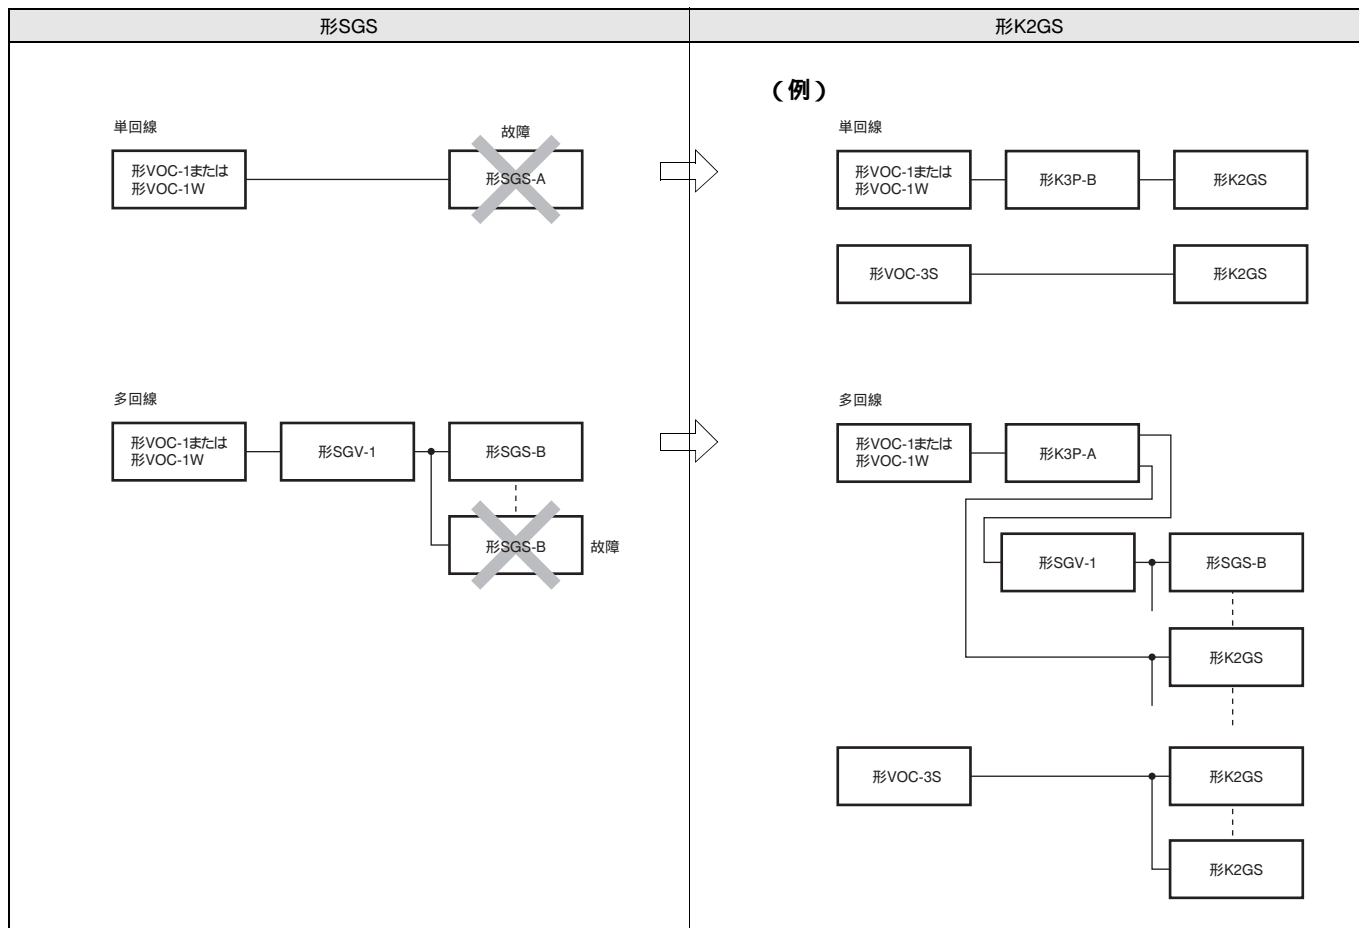 形SGS
形K2GS
単回線
形VOC-1または
形VOC-1W
故障
形SGS-A
多回線
形VOC-1または
形VOC-1W
形SGV-1
形SGS-B
形SGS-B
故障
(例)
単回線
形VOC-1または
形VOC-1W
形K3P-B
形K2GS
形VOC-3S
形K2GS
多回線
形VOC-1または
形VOC-1W
形K3P-A
形SGV-1
形SGS-B
形K2GS
形VOC-3S
形K2GS
形K2GS